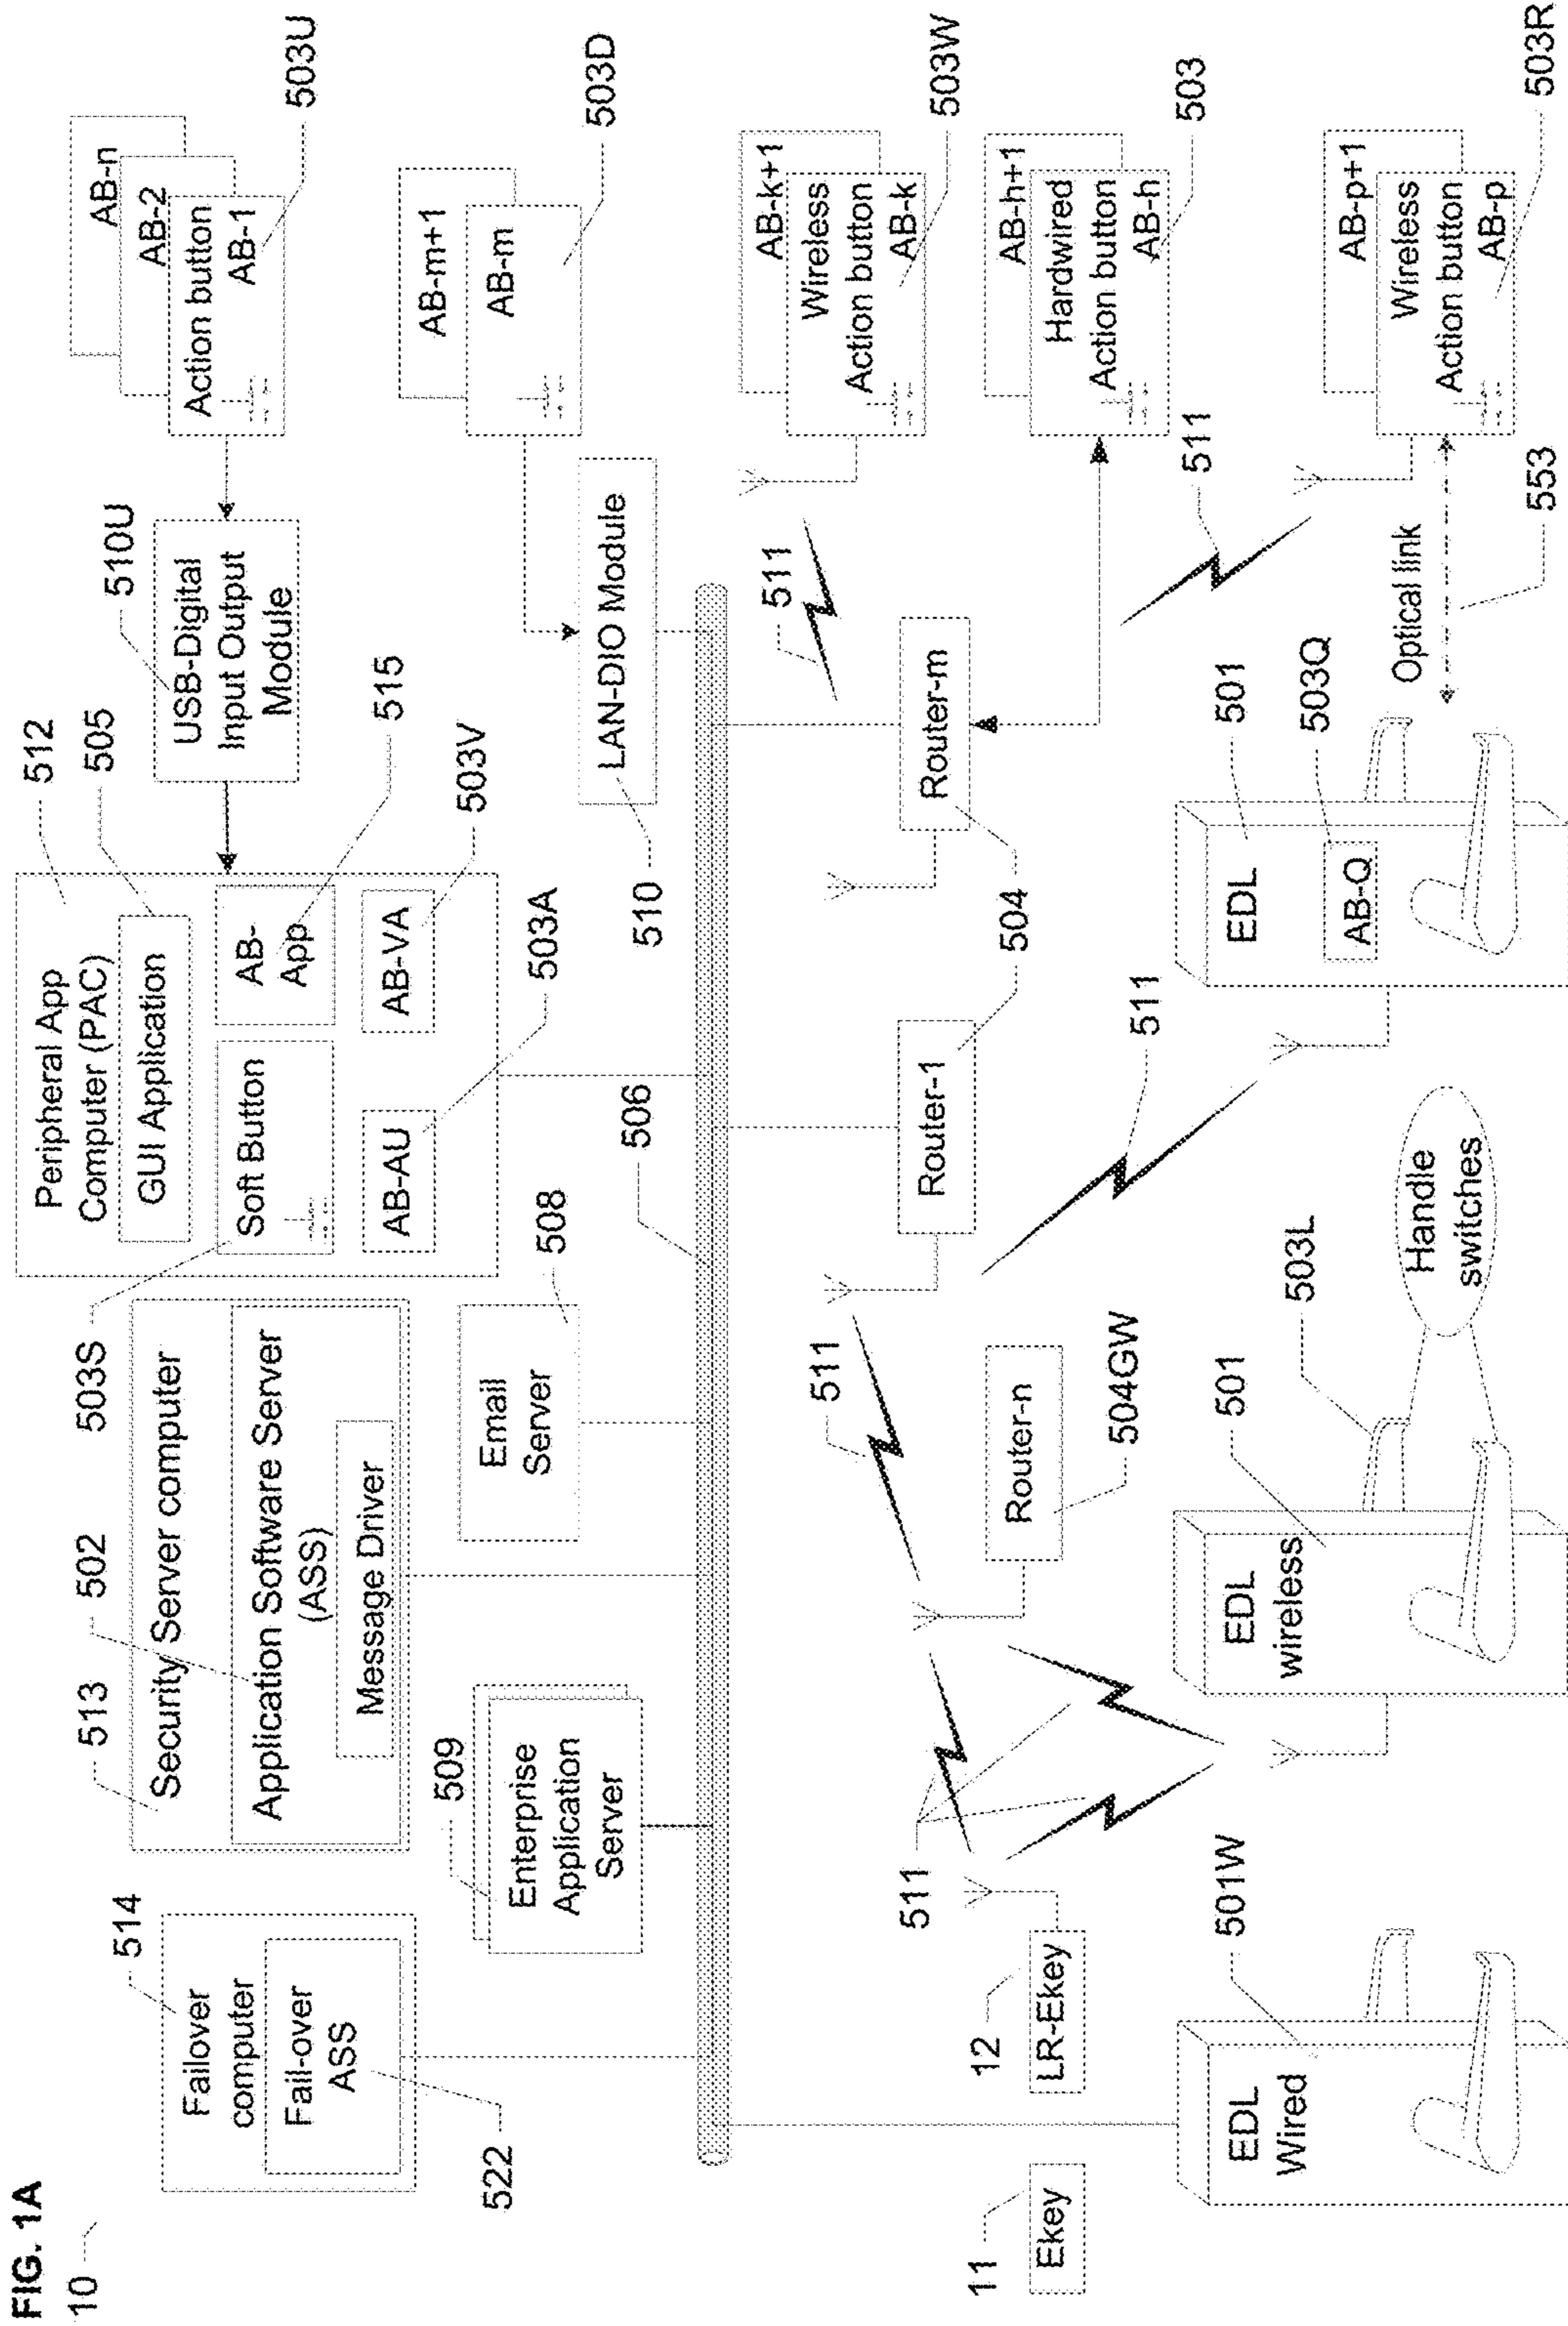 FIG. 1A
10
514
Failover
computer
Fail-over
ASS
522
513
502
Security Server computer
Application Software Server
(ASS)
Message Driver
503S
512
Peripheral App
Computer (PAC)
505
GUI Application
Soft Button
AB-
App
515
AB-AU
503A
AB-VA
503V
510U
USB-Digital
Input Output
Module
AB-n
AB-2
Action button
AB-1
503U
509
Enterprise
Application
Server
508
Email
Server
506
510
LAN-DIO Module
AB-m+1
AB-m
503D
511
AB-k+1
Wireless
Action button
AB-k
503W
Router-1
504
Router-m
AB-h+1
Hardwired
Action button
AB-h
503
511
511
12
LR-Ekey
11
Ekey
Router-n
504GW
511
511
AB-p+1
Wireless
Action button
AB-p
503R
Optical link
553
501W
EDL
Wired
501
EDL
wireless
503L
Handle
switches
501
EDL
503Q
AB-Q